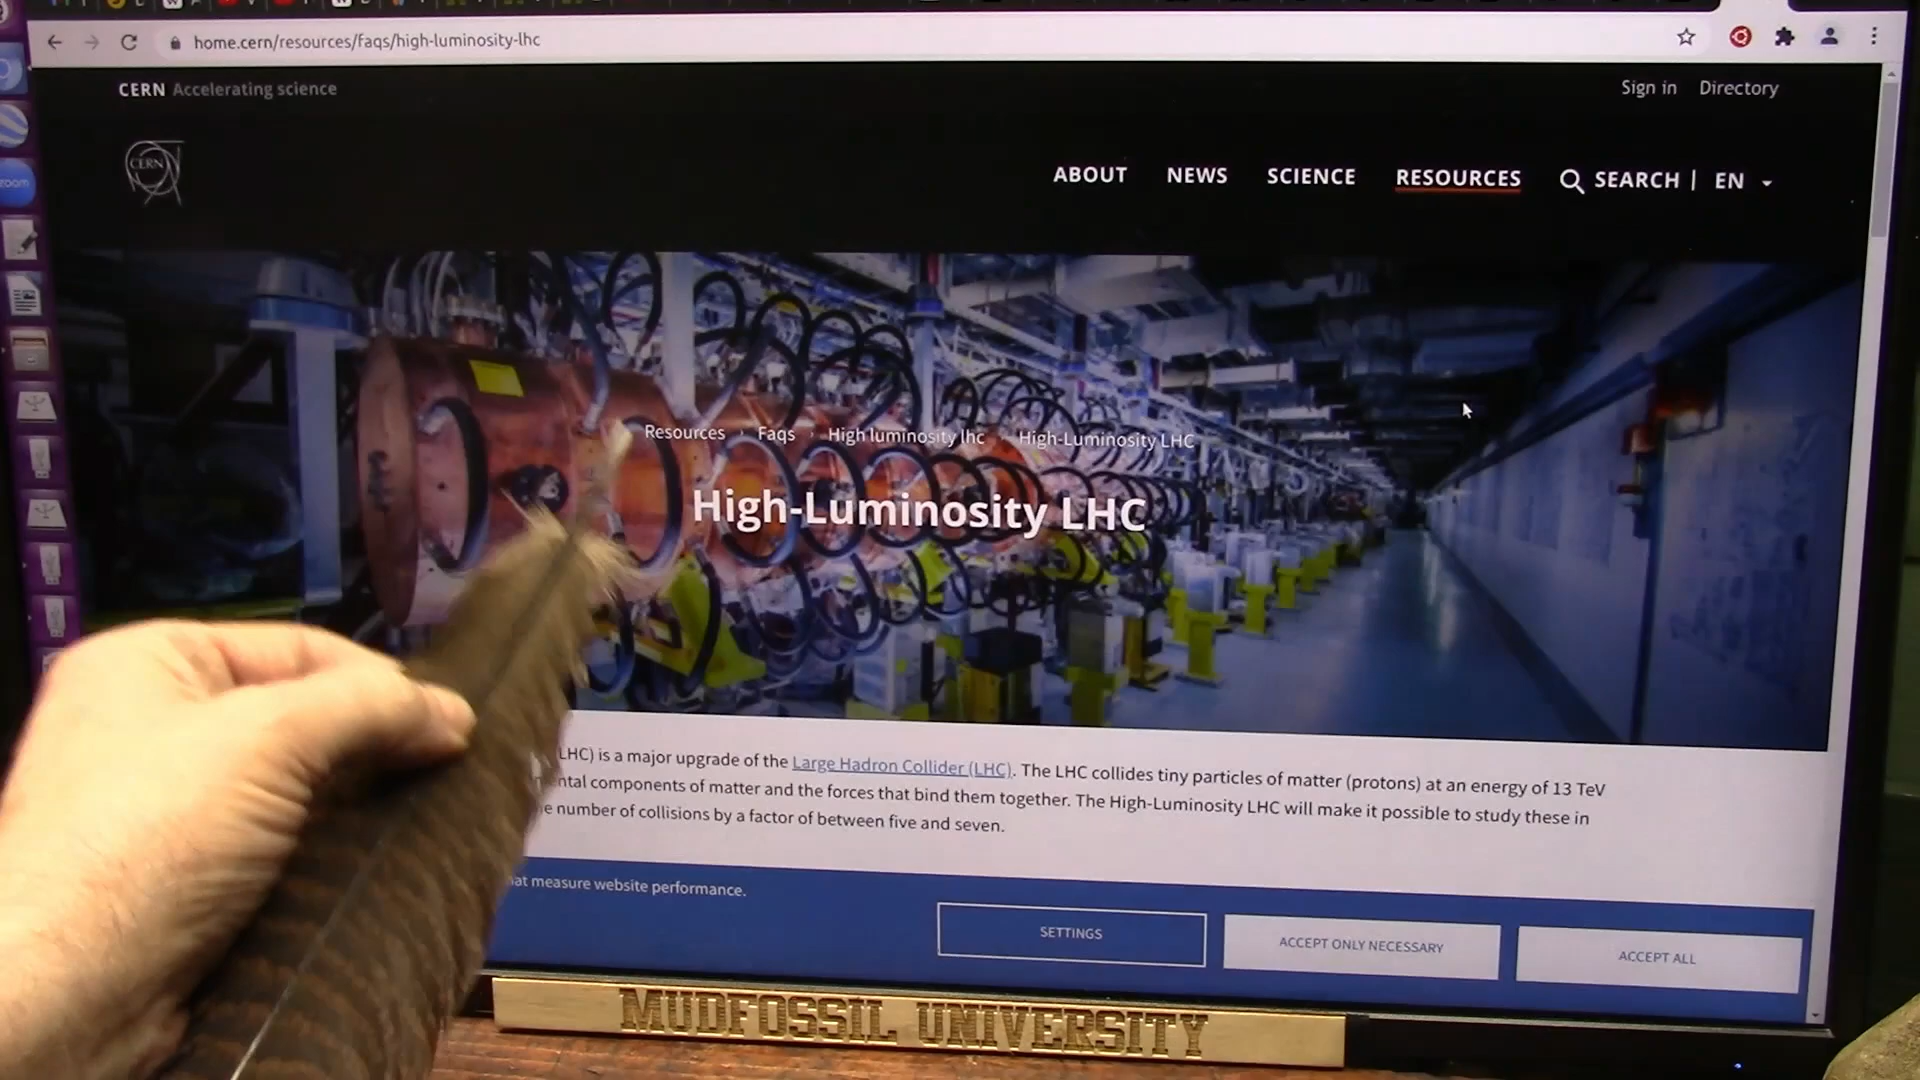 home.cern/resources/faqs/high-luminosity-lhc
CERN Accelerating science
Sign in Directory
CERN
ABOUT NEWS SCIENCE RESOURCES SEARCH | EN
zoom
Resources › Faqs › High luminosity lhc › High-Luminosity LHC
High-Luminosity LHC
LHC) is a major upgrade of the Large Hadron Collider (LHC). The LHC collides tiny particles of matter (protons) at an energy of 13 TeV
ntal components of matter and the forces that bind them together. The High-Luminosity LHC will make it possible to study these in
e number of collisions by a factor of between five and seven.
at measure website performance.
SETTINGS
ACCEPT ONLY NECESSARY
ACCEPT ALL
MUDFOSSIL UNIVERSITY